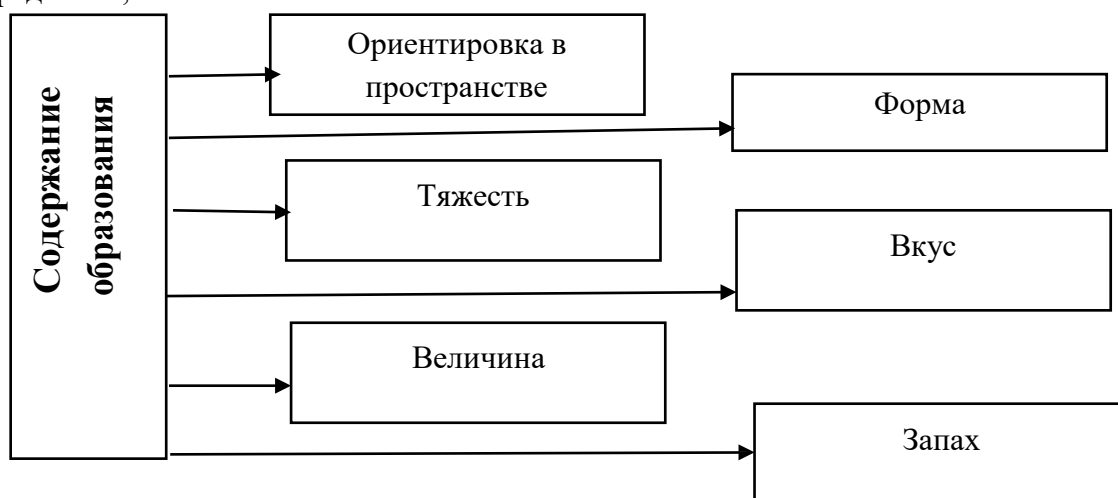 Содержание
образования
Ориентировка в
пространстве
Форма
Тяжесть
Вкус
Величина
Запах